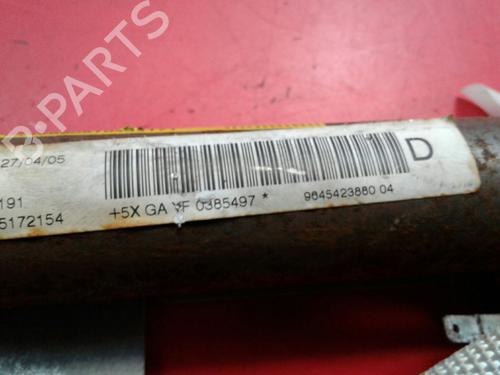 B-PARTS
27/04/05
D
191
5172154
+5X GA YF 0385497 *
9645423880 04